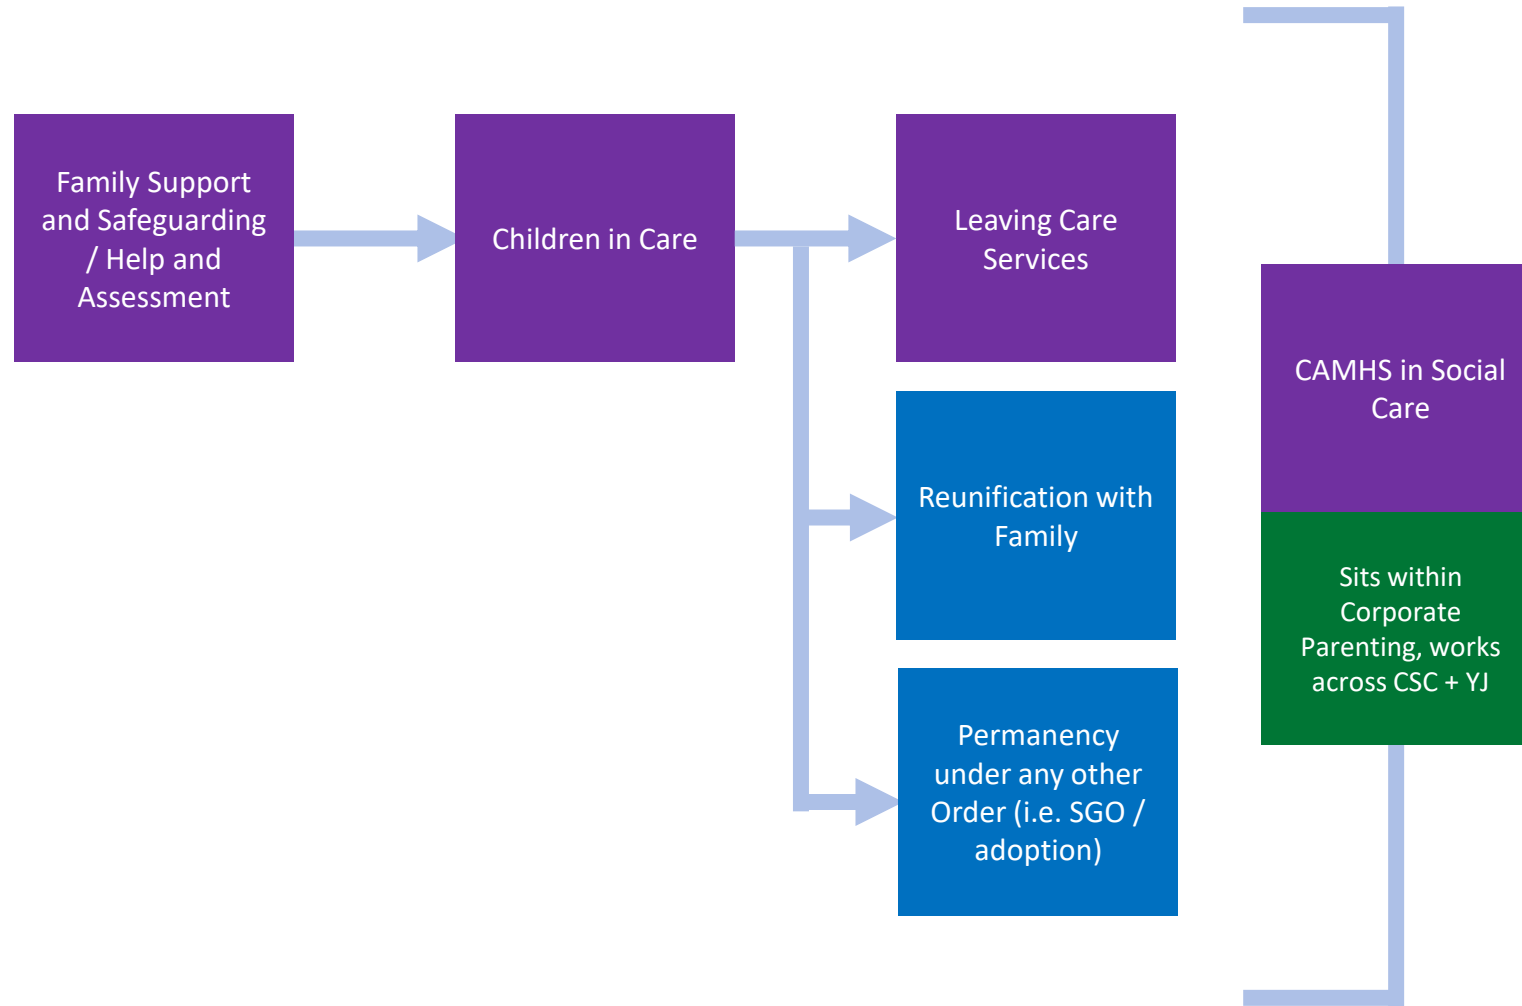 Family Support
and Safeguarding
/ Help and
Assessment
Children in Care
Leaving Care
Services
Reunification with
Family
Permanency
under any other
Order (i.e. SGO /
adoption)
CAMHS in Social
Care
Sits within
Corporate
Parenting, works
across CSC + YJ